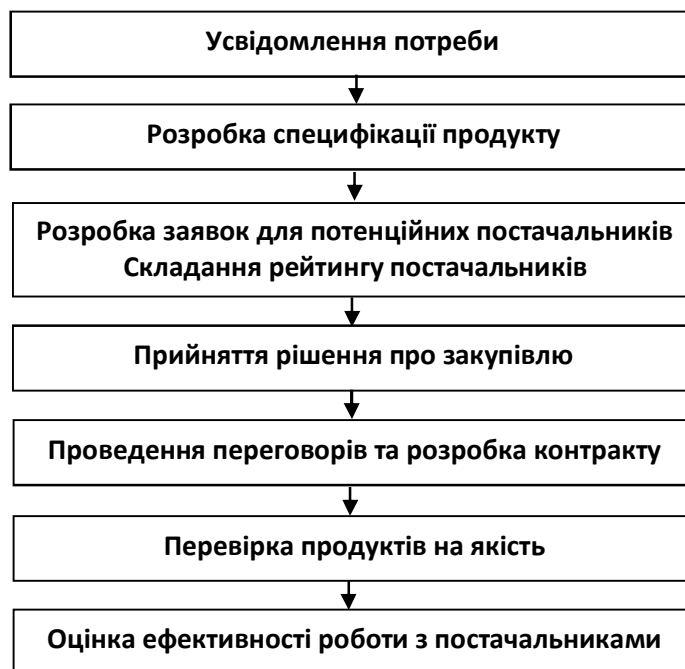 Усвідомлення потреби
Розробка специфікації продукту
Розробка заявок для потенційних постачальників
Складання рейтингу постачальників
Прийняття рішення про закупівлю
Проведення переговорів та розробка контракту
Перевірка продуктів на якість
Оцінка ефективності роботи з постачальниками